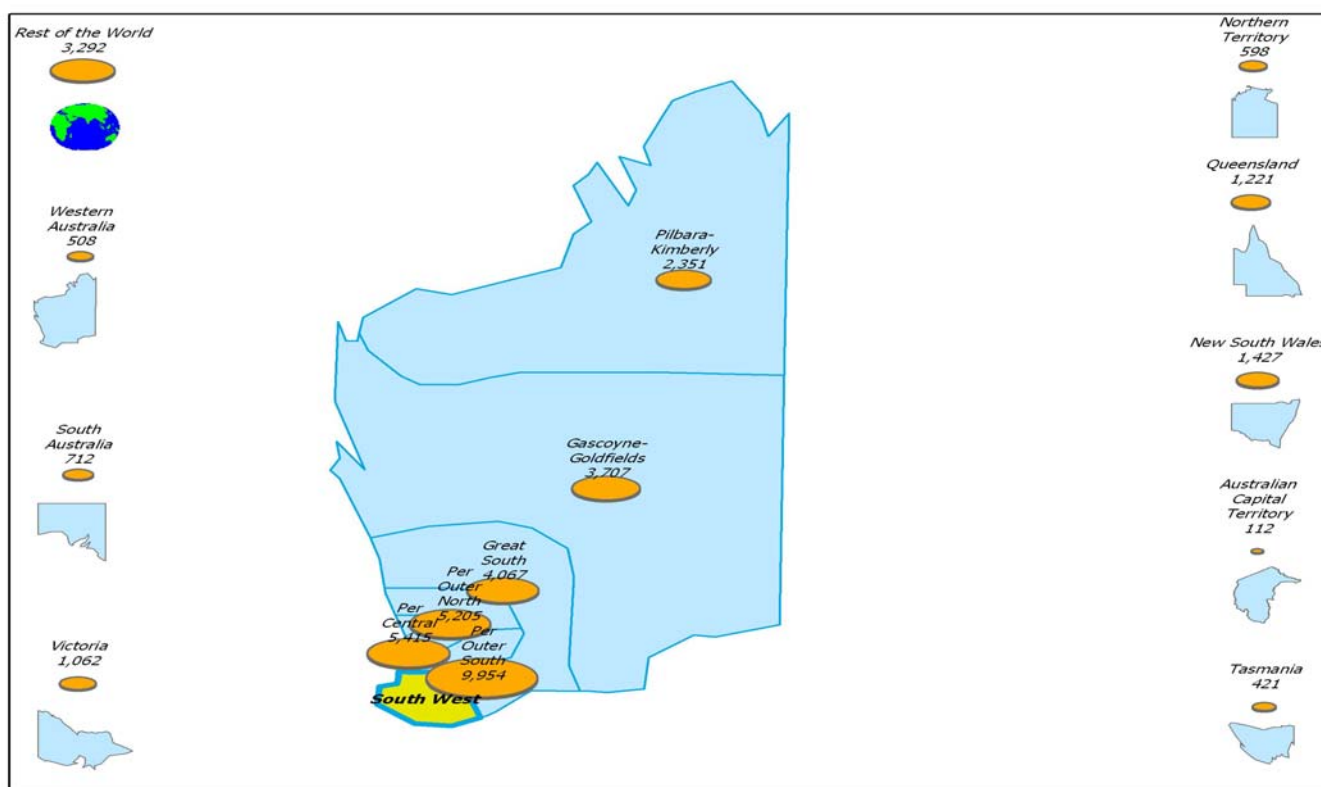 Rest of the World
3,292
Western
Australia
508
South
Australia
712
Victoria
1,062
Pilbara-
Kimberly
2,351
Gascoyne-
Goldfields
3,707
Great
South
4,067
Per
Outer
North
5,205
Per
Central
5,415
Per
Outer
South
9,954
South West
Northern
Territory
598
Queensland
1,221
New South Wales
1,427
Australian
Capital
Territory
112
Tasmania
421